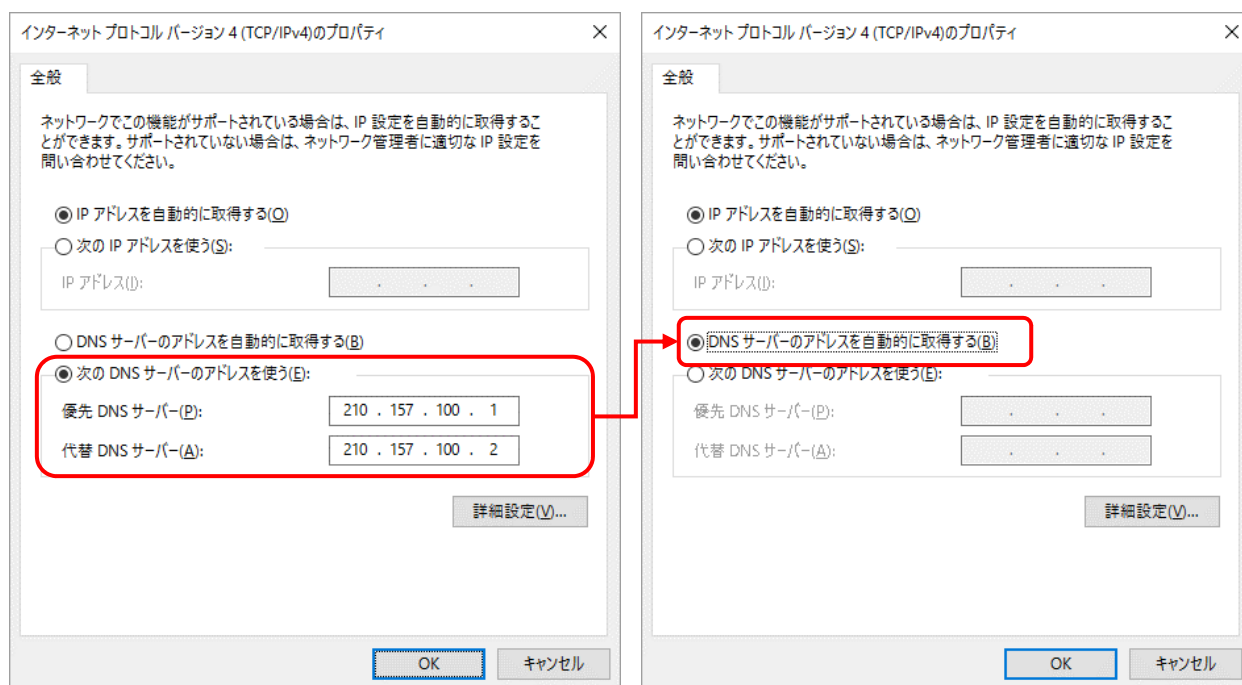 インターネット プロトコル バージョン 4 (TCP/IPv4)のプロパティ
全般
ネットワークでこの機能がサポートされている場合は、IP 設定を自動的に取得するこ
とができます。サポートされていない場合は、ネットワーク管理者に適切な IP 設定を
問い合わせてください。
IP アドレスを自動的に取得する(O)
次の IP アドレスを使う(S):
IP アドレス(I):
. . .
DNS サーバーのアドレスを自動的に取得する(B)
次の DNS サーバーのアドレスを使う(E):
優先 DNS サーバー(P):
210 . 157 . 100 . 1
代替 DNS サーバー(A):
210 . 157 . 100 . 2
詳細設定(V)...
OK
キャンセル
インターネット プロトコル バージョン 4 (TCP/IPv4)のプロパティ
全般
ネットワークでこの機能がサポートされている場合は、IP 設定を自動的に取得するこ
とができます。サポートされていない場合は、ネットワーク管理者に適切な IP 設定を
問い合わせてください。
IP アドレスを自動的に取得する(O)
次の IP アドレスを使う(S):
IP アドレス(I):
. . .
DNS サーバーのアドレスを自動的に取得する(B)
次の DNS サーバーのアドレスを使う(E):
優先 DNS サーバー(P):
. . .
代替 DNS サーバー(A):
. . .
詳細設定(V)...
OK
キャンセル